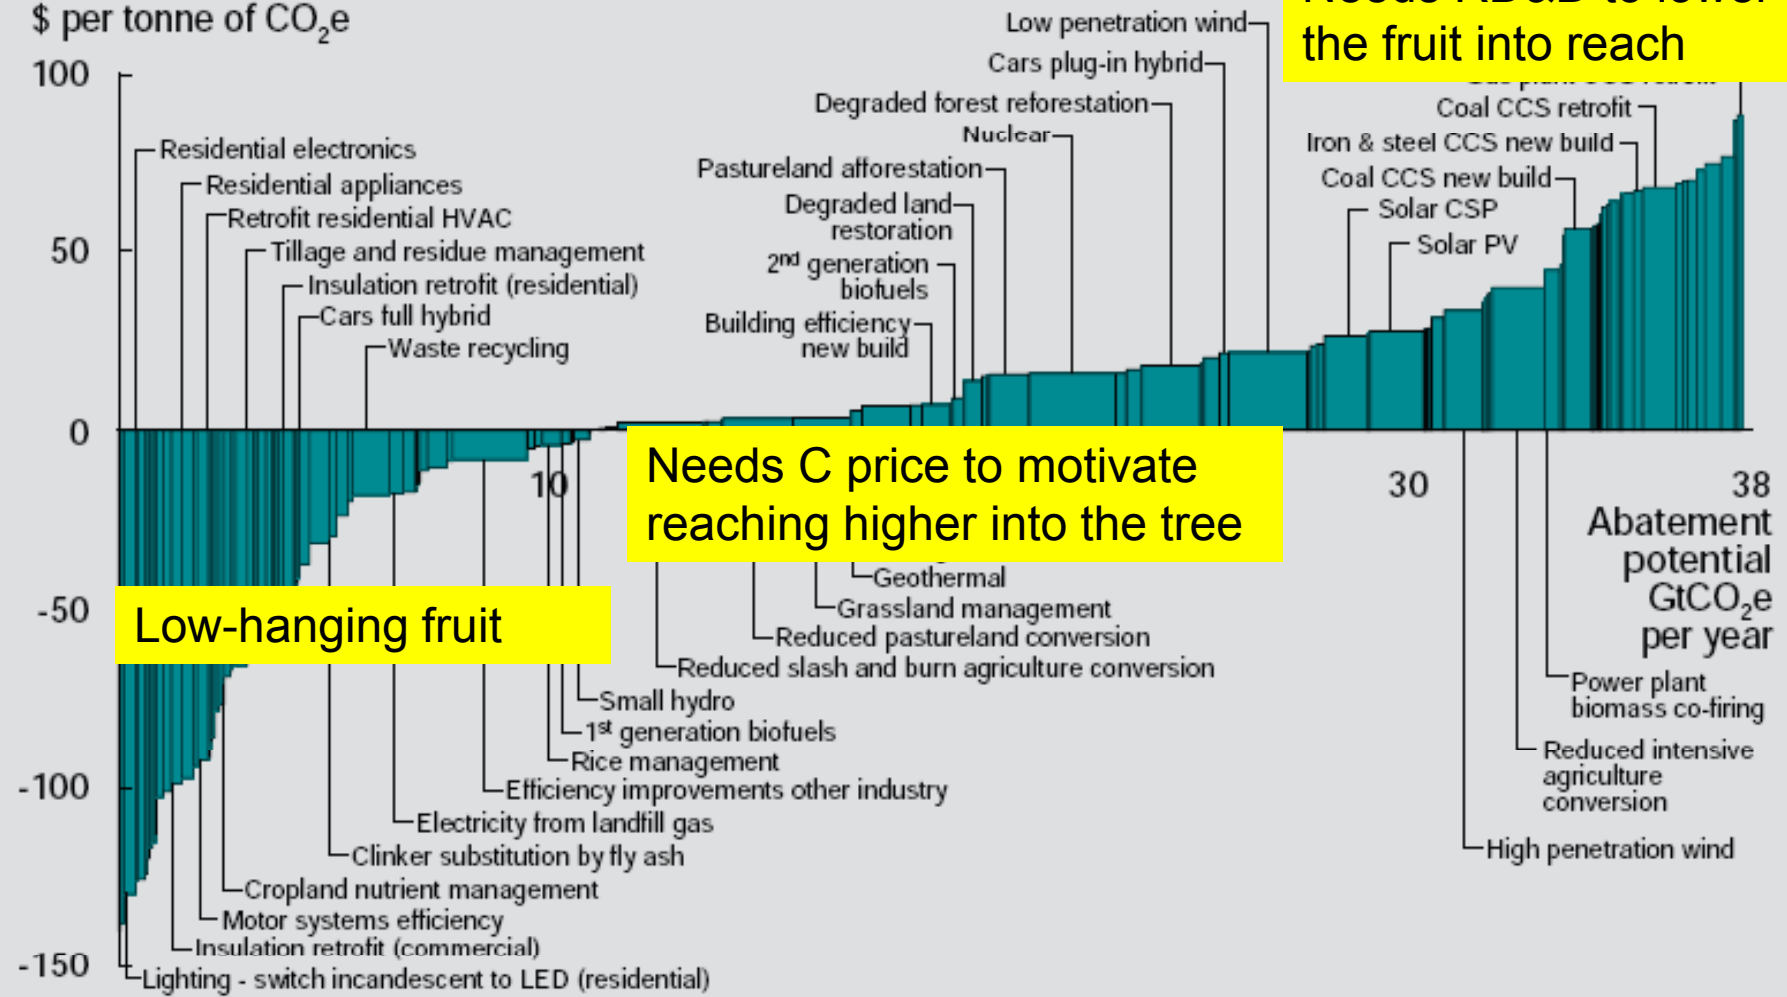 $ per tonne of CO₂e
100
50
0
-50
-100
-150
Residential electronics
Residential appliances
Retrofit residential HVAC
Tillage and residue management
Insulation retrofit (residential)
Cars full hybrid
Waste recycling
Low penetration wind
Cars plug-in hybrid
Degraded forest reforestation
Nuclear
Pastureland afforestation
Degraded land
restoration
2nd generation
biofuels
Building efficiency
new build
the fruit into reach
Coal CCS retrofit
Iron & steel CCS new build
Coal CCS new build
Solar CSP
Solar PV
10
30
38
Needs C price to motivate
reaching higher into the tree
Low-hanging fruit
Abatement
potential
GtCO₂e
per year
Geothermal
Grassland management
Reduced pastureland conversion
Reduced slash and burn agriculture conversion
Small hydro
1st generation biofuels
Rice management
Efficiency improvements other industry
Electricity from landfill gas
Clinker substitution by fly ash
Cropland nutrient management
Motor systems efficiency
Insulation retrofit (commercial)
Lighting - switch incandescent to LED (residential)
Power plant
biomass co-firing
Reduced intensive
agriculture
conversion
High penetration wind